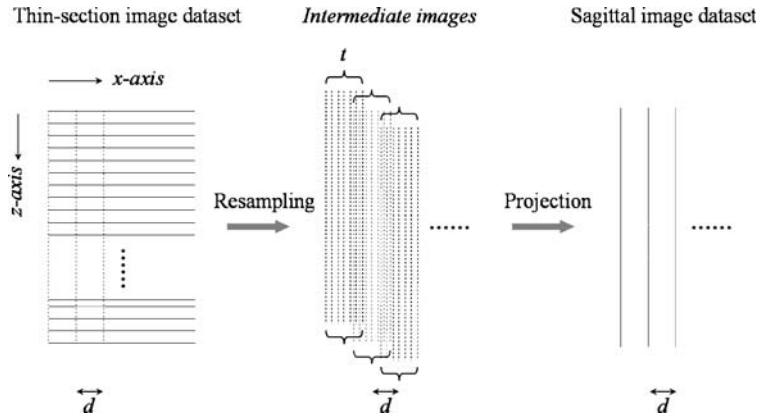 Thin-section image dataset
Intermediate images
Sagittal image dataset
x-axis
z-axis
t
Resampling
Projection
d
d
d